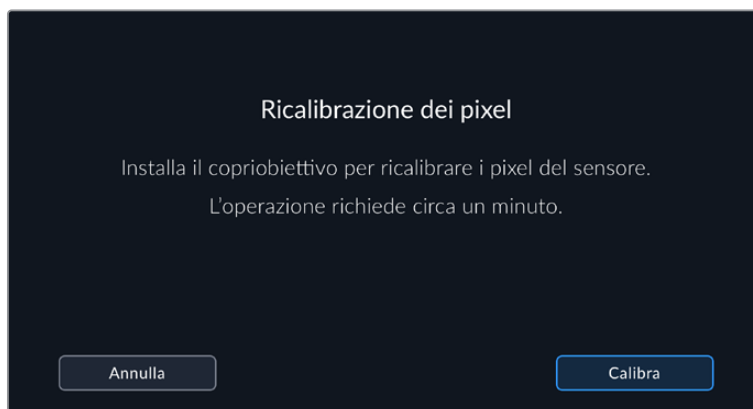 Ricalibrazione dei pixel
Installa il copriobiettivo per ricalibrare i pixel del sensore.
L’operazione richiede circa un minuto.
Annulla
Calibra